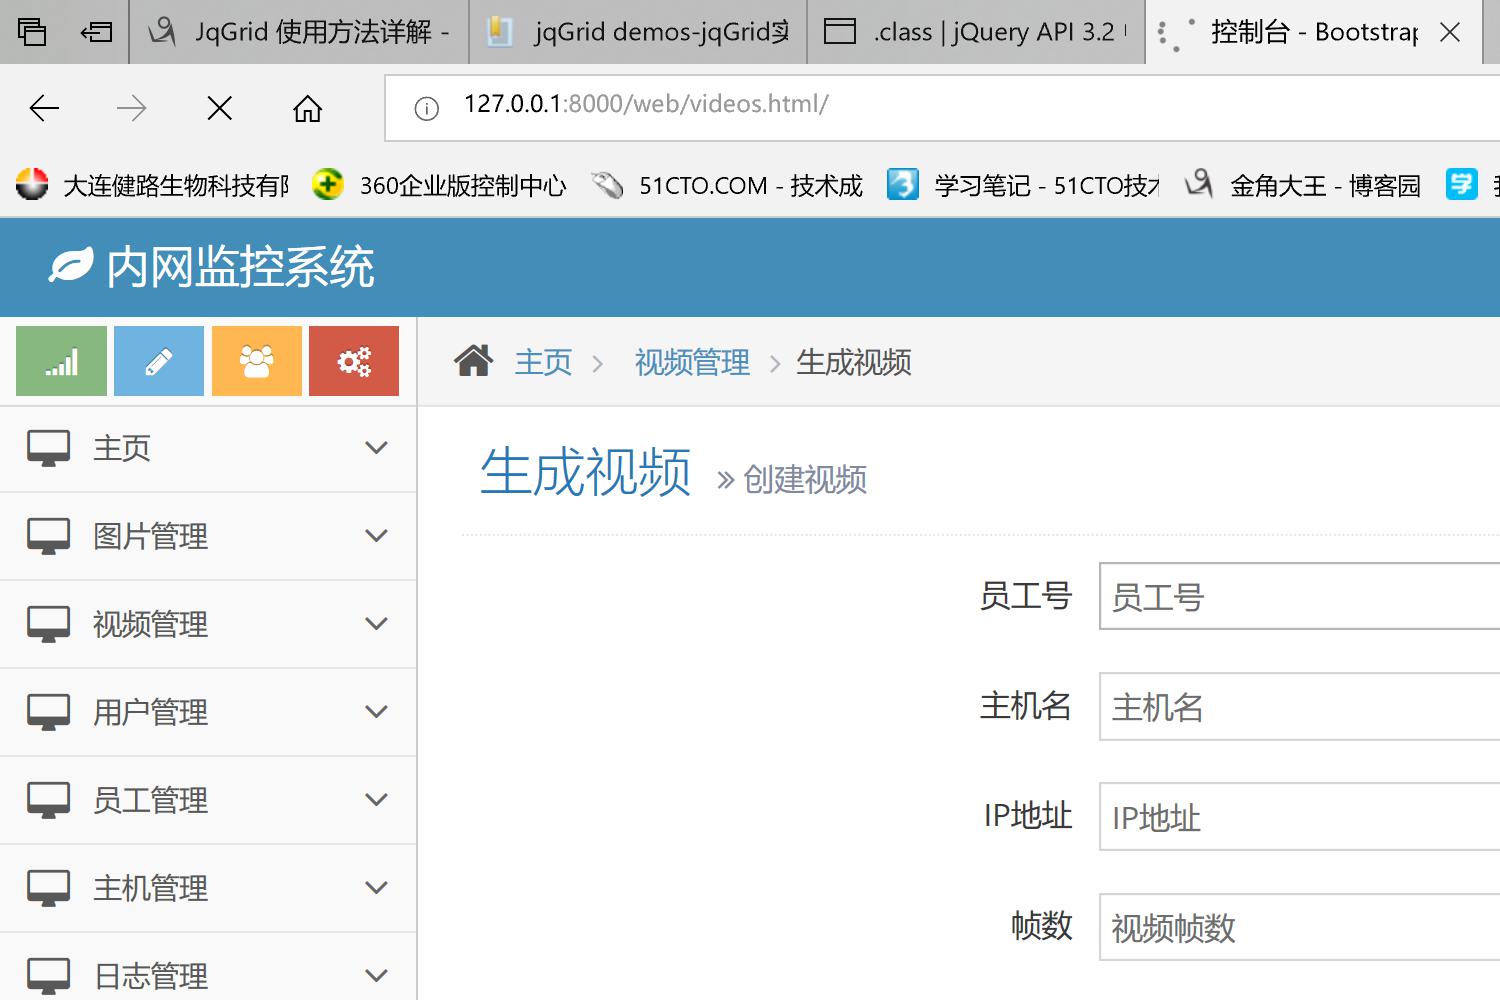 JqGrid 使用方法详解 -
jqGrid demos-jqGrid实
.class | jQuery API 3.2
控制台 - Bootstrap
127.0.0.1:8000/web/videos.html/
大连健路生物科技有限
360企业版控制中心
51CTO.COM - 技术成
学习笔记 - 51CTO技术
金角大王 - 博客园
学
内网监控系统
主页
视频管理
生成视频
生成视频
» 创建视频
主页
图片管理
视频管理
用户管理
员工管理
主机管理
日志管理
员工号
员工号
主机名
主机名
IP地址
IP地址
帧数
视频帧数